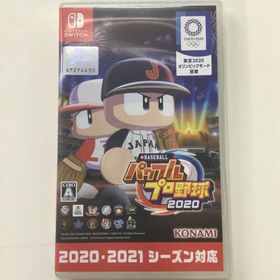 NINTENDO
SWITCH
TOKYO 2020
東京2020
オリンピックモード
搭載
JAPAN
eBASEBALL
パワフル
プロ野球
2020
CERO
A
KONAMI
2020・2021 シーズン対応